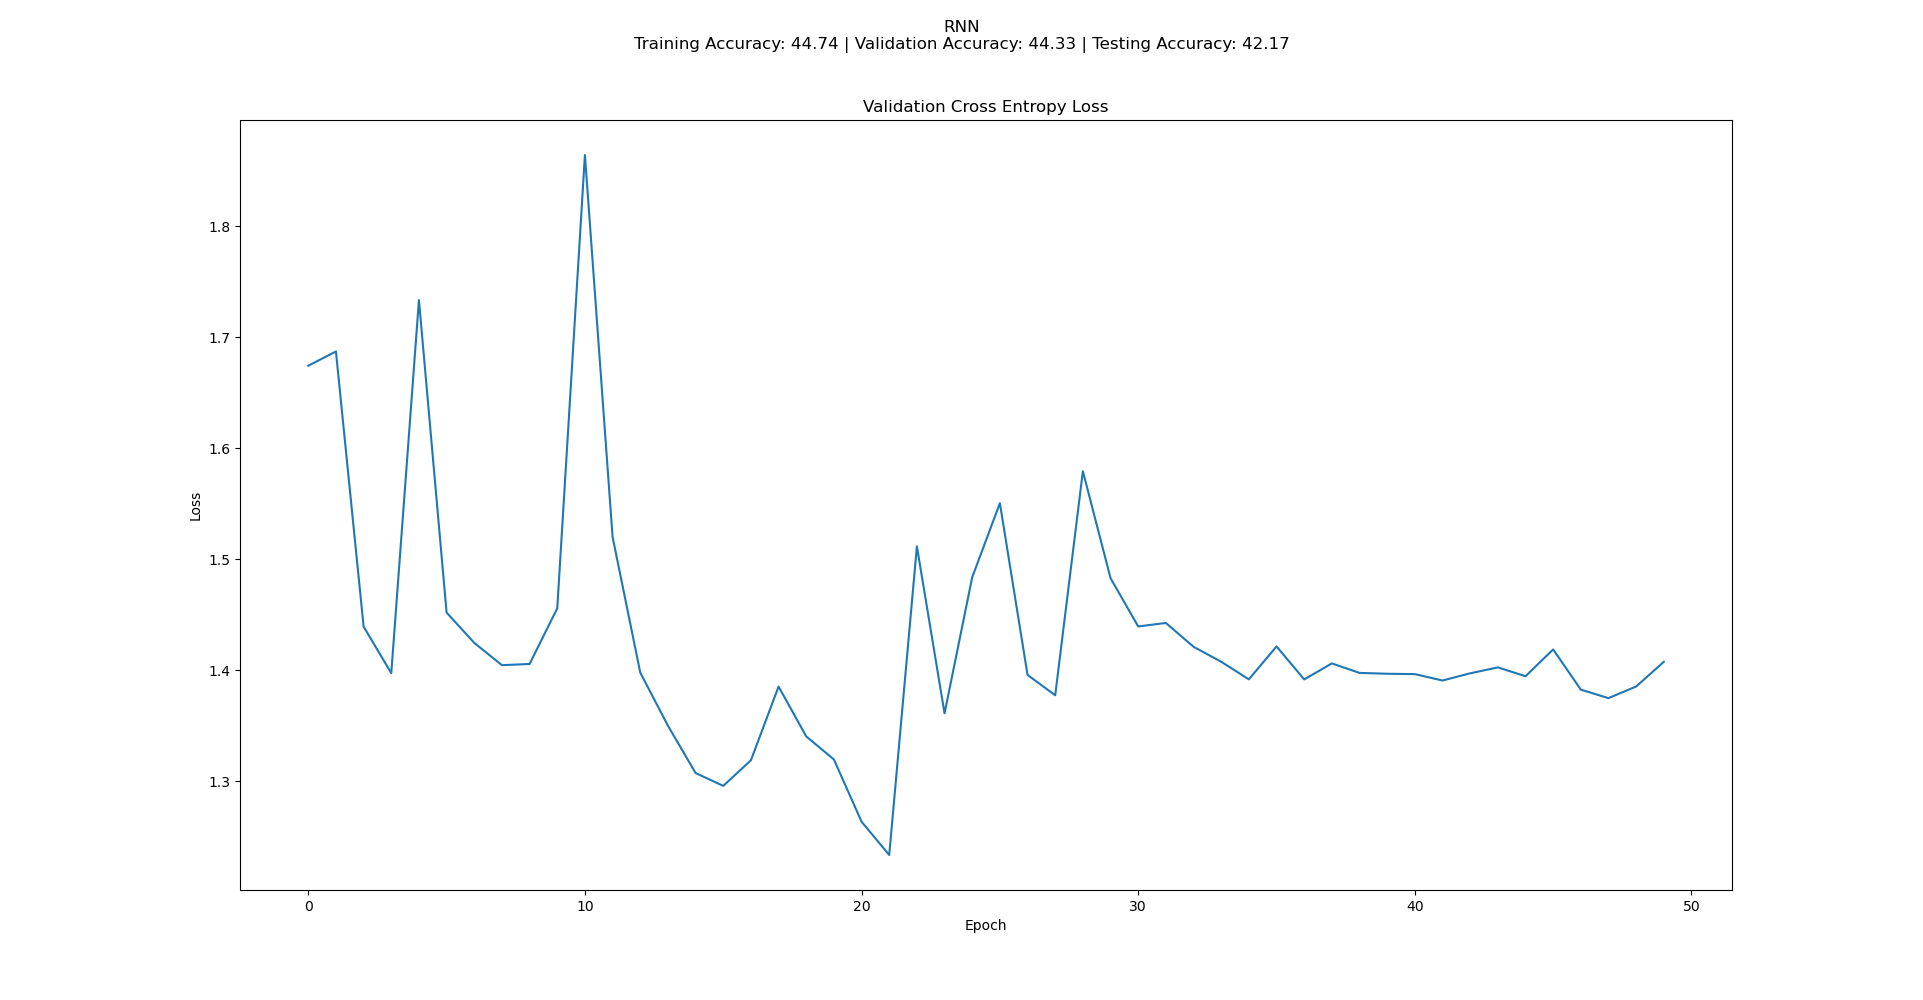 RNN
Training Accuracy: 44.74 | Validation Accuracy: 44.33 | Testing Accuracy: 42.17
Validation Cross Entropy Loss
1.8
1.7
1.6
1.5
1.4
1.3
Loss
0 10 20 30 40 50
Epoch